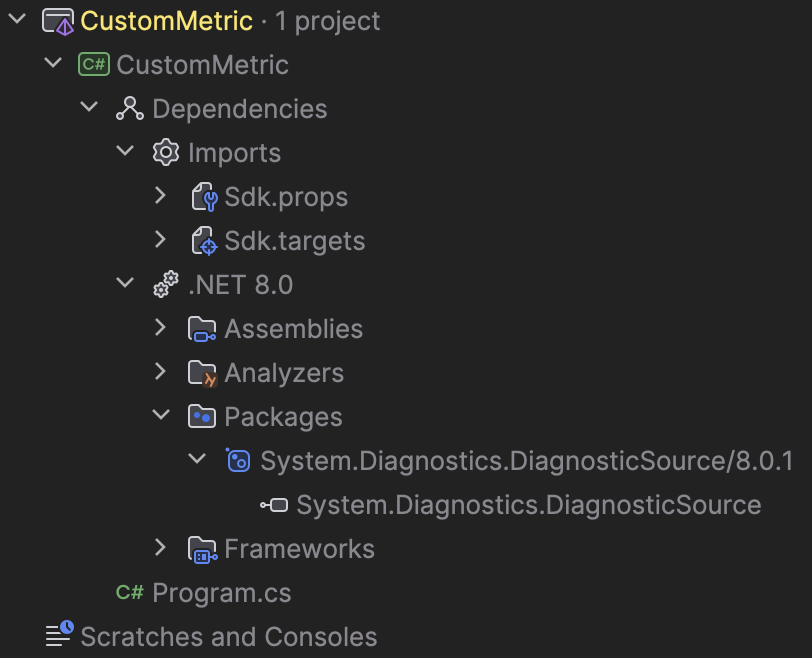 CustomMetric · 1 project
C# CustomMetric
Dependencies
Imports
Sdk.props
Sdk.targets
.NET 8.0
Assemblies
Analyzers
Packages
System.Diagnostics.DiagnosticSource/8.0.1
System.Diagnostics.DiagnosticSource
Frameworks
C# Program.cs
Scratches and Consoles